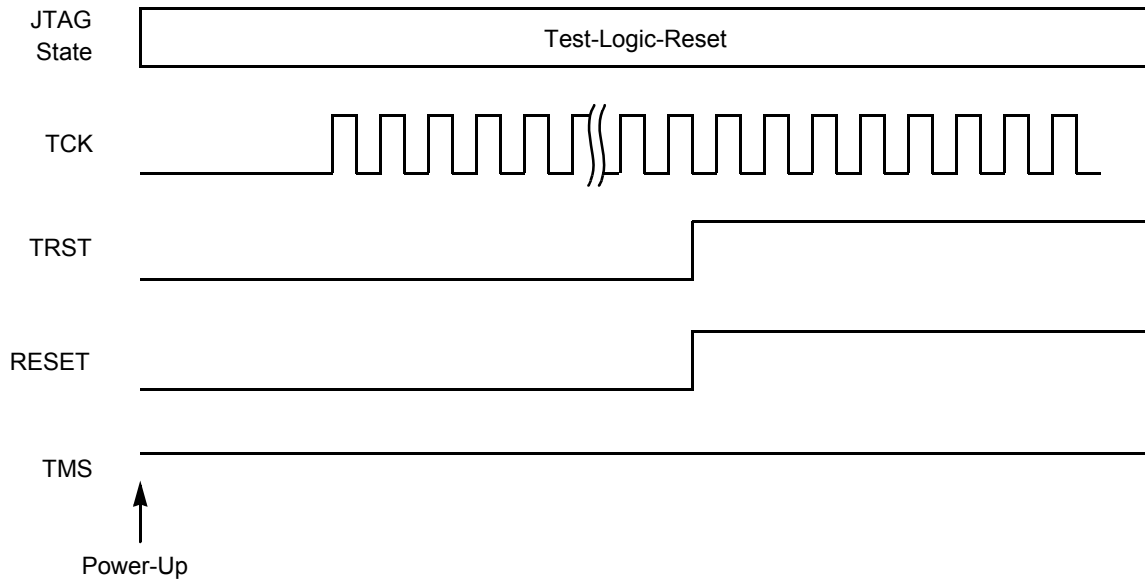 JTAG
State
Test-Logic-Reset
TCK
TRST
RESET
TMS
Power-Up